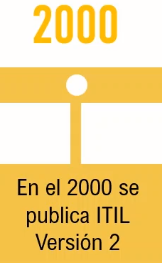 2000
En el 2000 se
publica ITIL
Versión 2